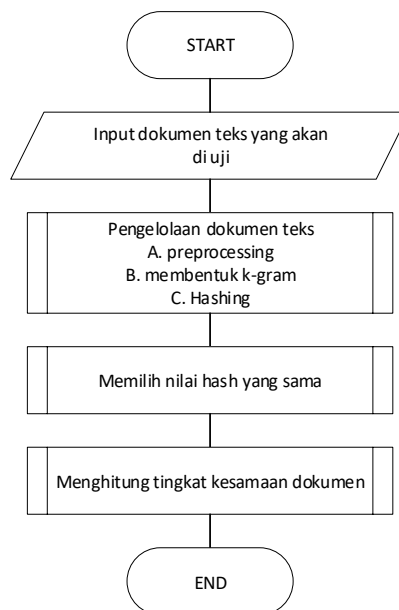 START
Input dokumen teks yang akan
di uji
Pengelolaan dokumen teks
A. preprocessing
B. membentuk k-gram
C. Hashing
Memilih nilai hash yang sama
Menghitung tingkat kesamaan dokumen
END